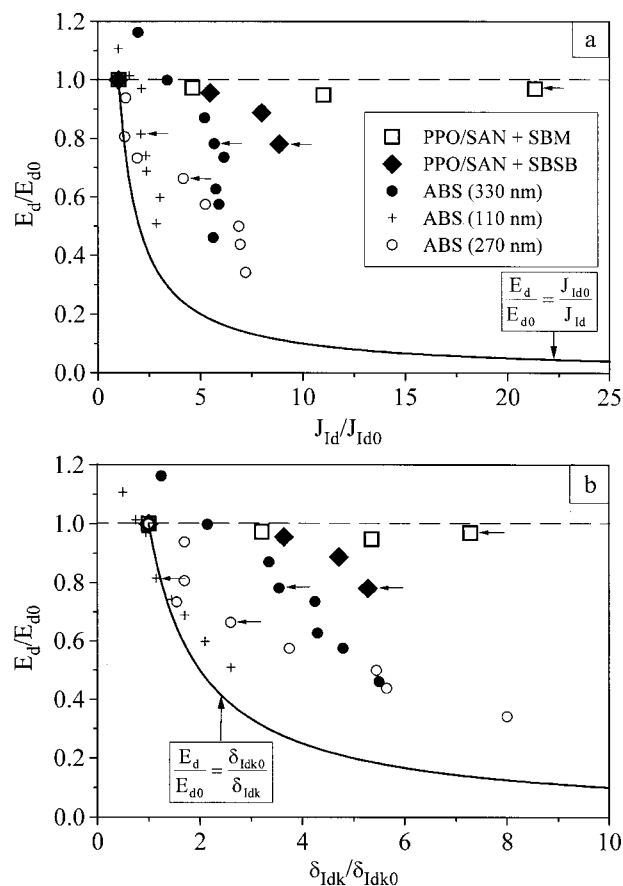 a
1.2
1.0
0.8
0.6
0.4
0.2
0.0
E_d/E_d0
PPO/SAN + SBM
PPO/SAN + SBSB
ABS (330 nm)
ABS (110 nm)
ABS (270 nm)
E_d/E_d0 = J_Id0/J_Id
0 5 10 15 20 25
J_Id/J_Id0
b
1.2
1.0
0.8
0.6
0.4
0.2
0.0
E_d/E_d0
E_d/E_d0 = δ_Idk0/δ_Idk
0 2 4 6 8 10
δ_Idk/δ_Idk0